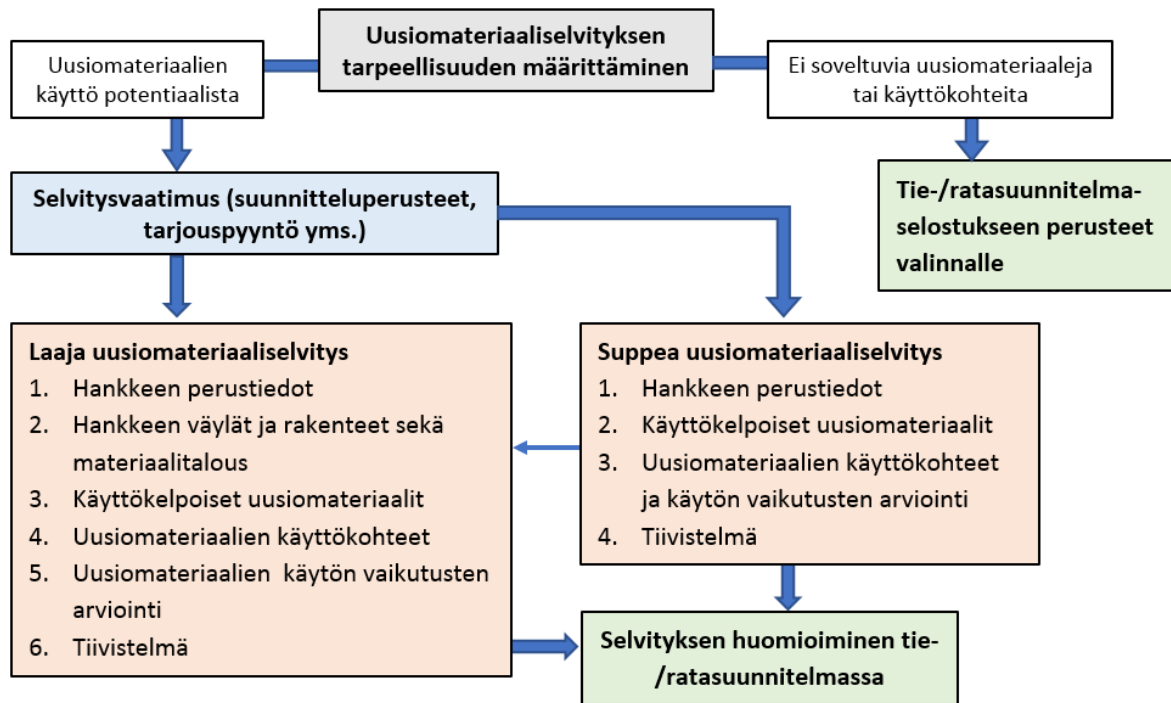 Uusiomateriaaliselvityksen
tarpeellisuuden määrittäminen
Uusiomateriaalien
käyttö potentiaalista
Ei soveltuvia uusiomateriaaleja
tai käyttökohteita
Selvitysvaatimus (suunnitteluperusteet,
tarjouspyyntö yms.)
Tie-/ratasuunnitelma-
selostukseen perusteet
valinnalle
Laaja uusiomateriaaliselvitys
1. Hankkeen perustiedot
2. Hankkeen väylät ja rakenteet sekä
materiaalitalous
3. Käyttökelpoiset uusiomateriaalit
4. Uusiomateriaalien käyttökohteet
5. Uusiomateriaalien käytön vaikutusten
arviointi
6. Tiivistelmä
Suppea uusiomateriaaliselvitys
1. Hankkeen perustiedot
2. Käyttökelpoiset uusiomateriaalit
3. Uusiomateriaalien käyttökohteet
ja käytön vaikutusten arviointi
4. Tiivistelmä
Selvityksen huomioiminen tie-
/ratasuunnitelmassa